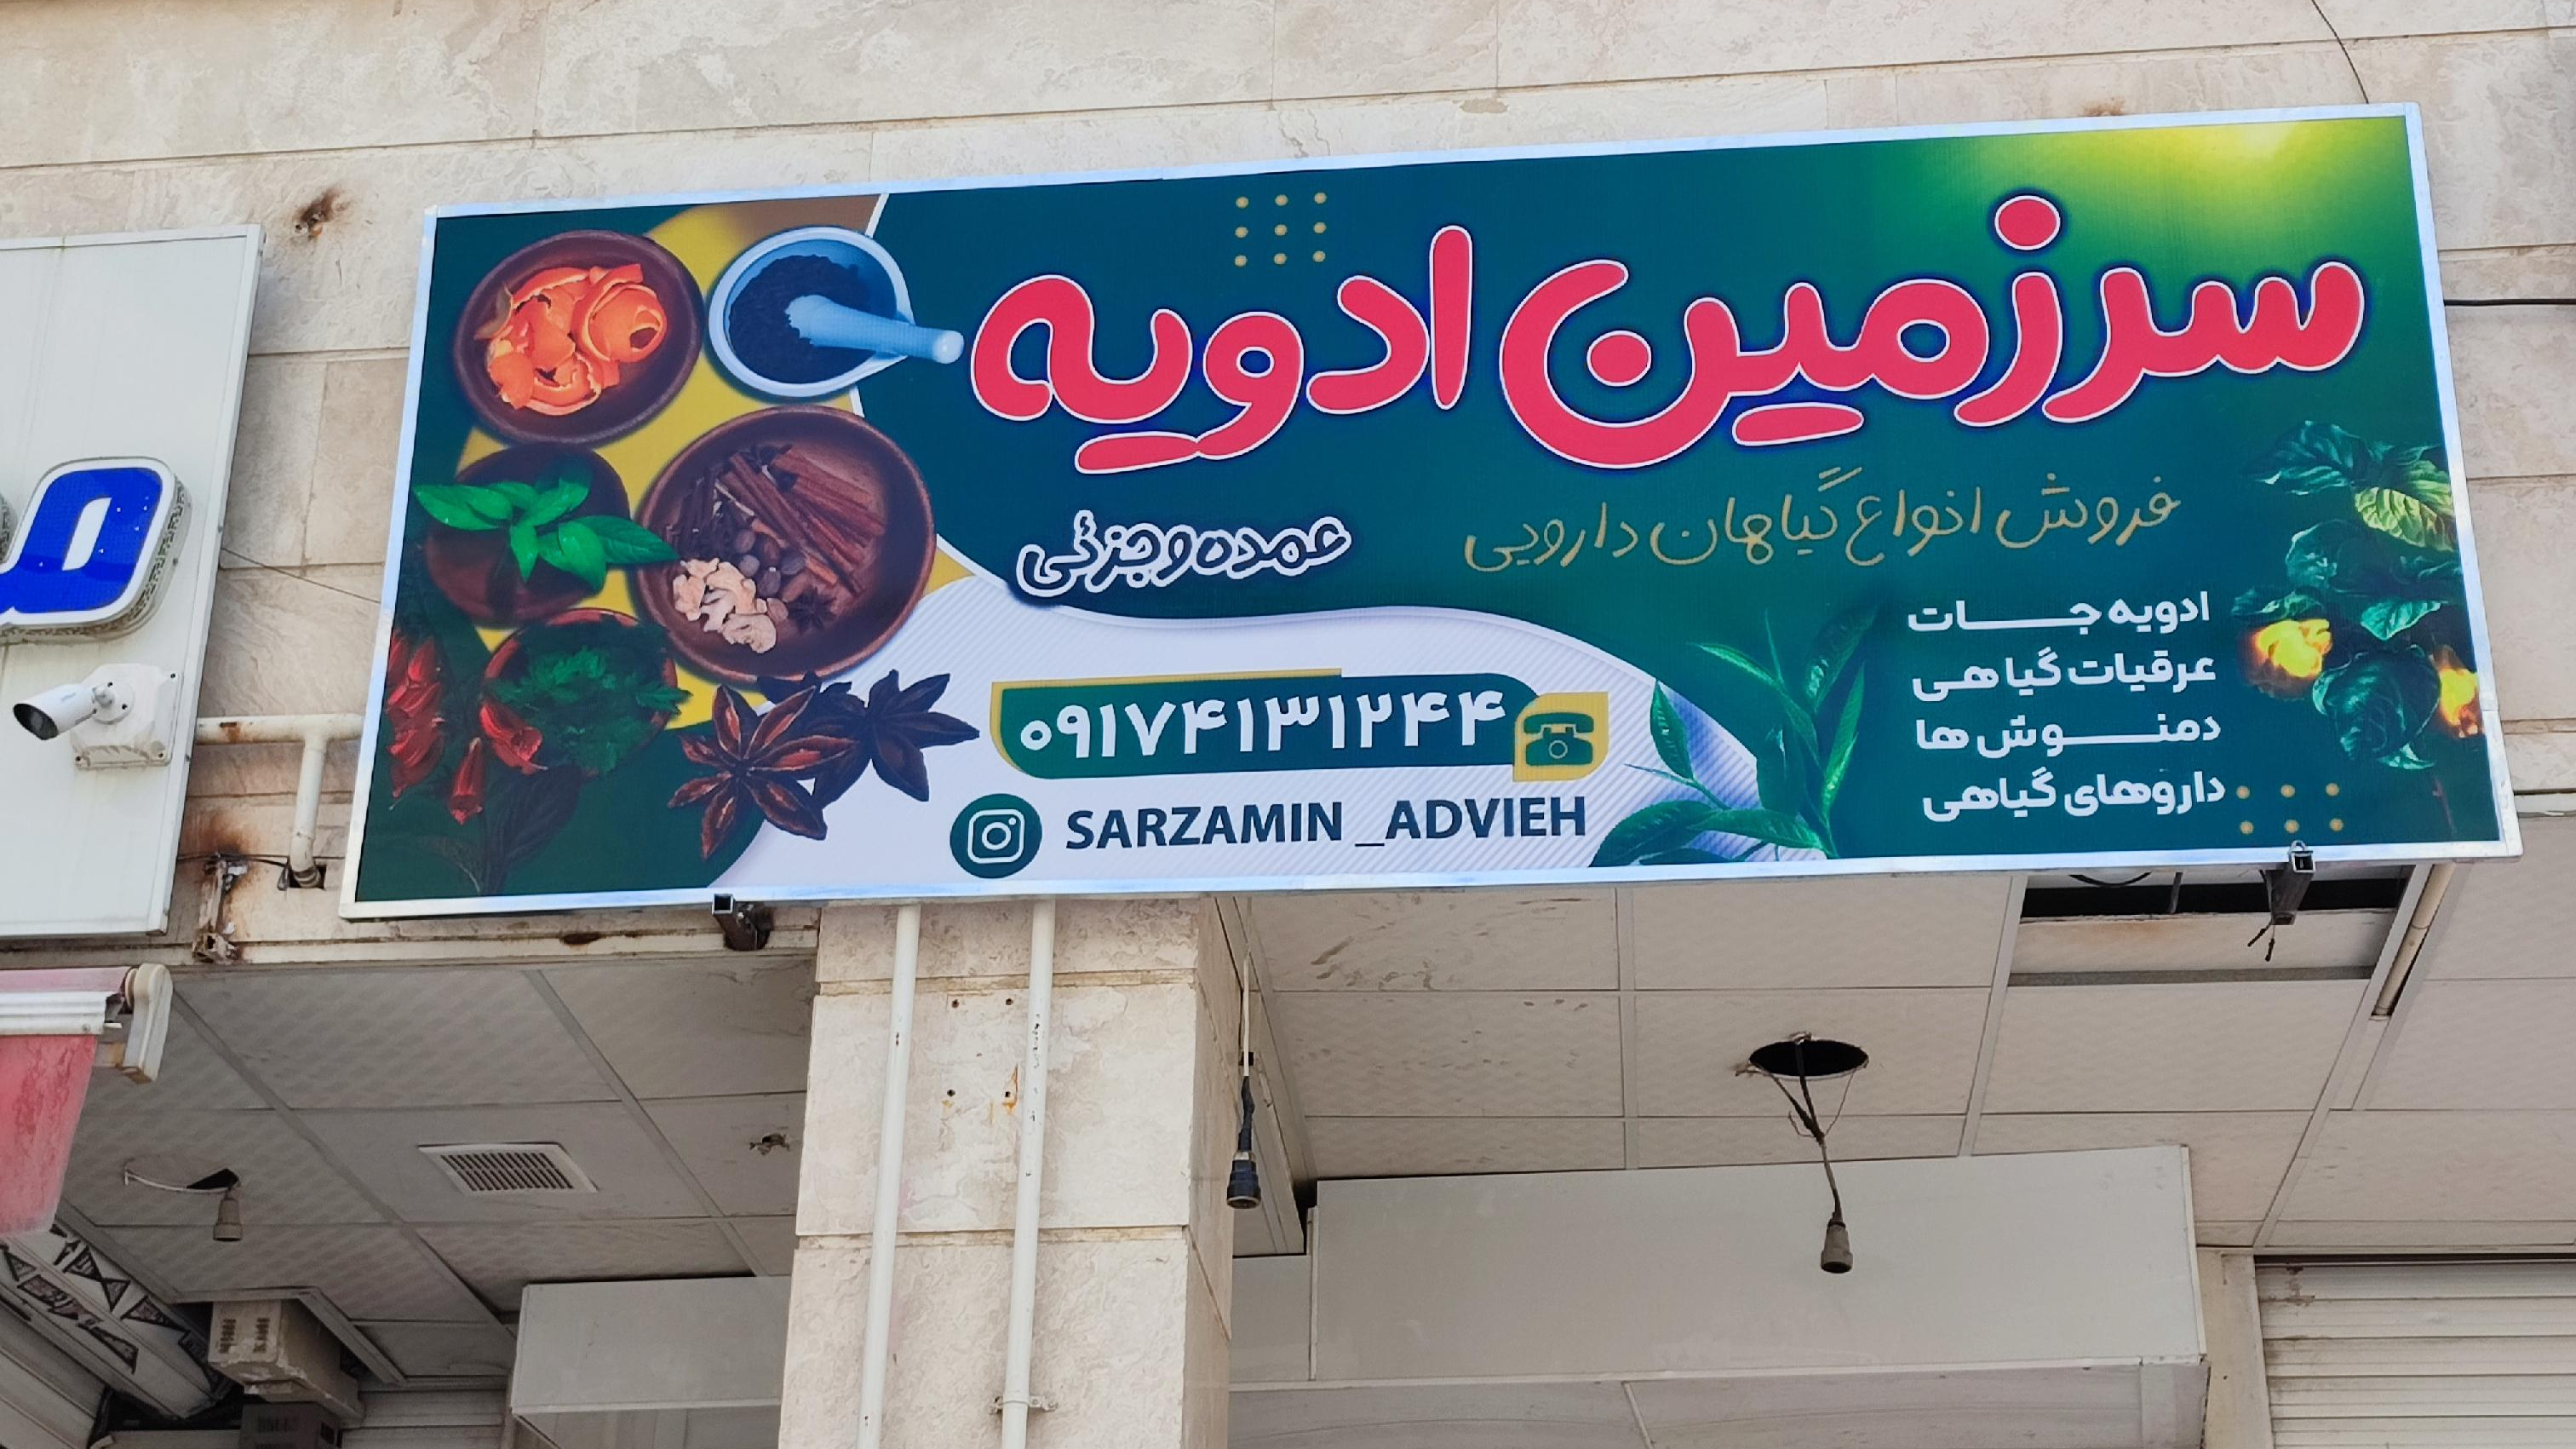 سرزمین ادویه
فروش انواع گیاهان دارویی
عمده و جزئی
ادویه جات
عرقیات گیاهی
دمنوش ها
داروهای گیاهی
۰۹۱۷۴۱۳۱۲۴۴
SARZAMIN_ADVIEH